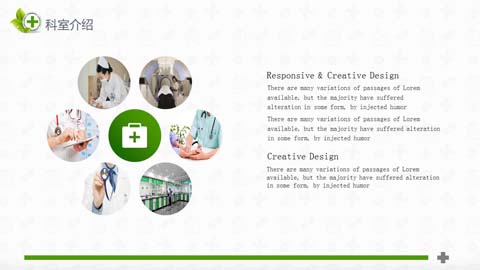 科室介绍
Responsive & Creative Design
There are many variations of passages of Lorem
available, but the majority have suffered
alteration in some form, by injected humor
There are many variations of passages of Lorem
available, but the majority have suffered alteration
in some form, by injected humor
Creative Design
There are many variations of passages of Lorem
available, but the majority have suffered alteration
in some form, by injected humor